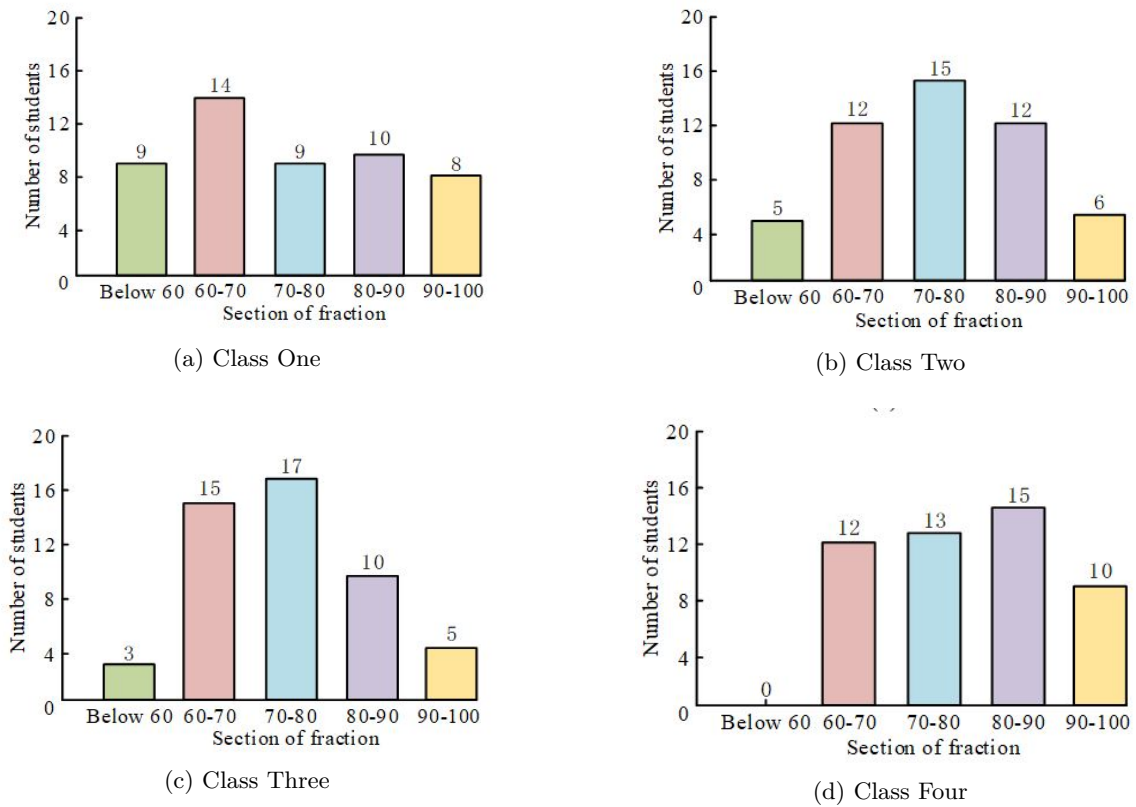 20
16
12
8
4
0
Number of students
9
14
9
10
8
Below 60 60-70 70-80 80-90 90-100
Section of fraction
(a) Class One
20
16
12
8
4
0
Number of students
5
12
15
12
6
Below 60 60-70 70-80 80-90 90-100
Section of fraction
(b) Class Two
20
16
12
8
4
0
Number of students
3
15
17
10
5
Below 60 60-70 70-80 80-90 90-100
Section of fraction
(c) Class Three
20
16
12
8
4
0
Number of students
0
12
13
15
10
Below 60 60-70 70-80 80-90 90-100
Section of fraction
(d) Class Four